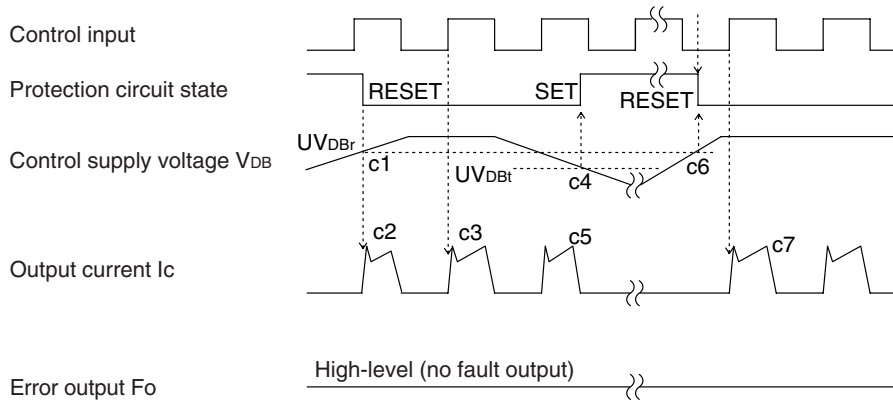 Control input
Protection circuit state
RESET
SET
RESET
UVDBr
Control supply voltage VDB
c1
UVDBt
c4
c6
c2
c3
c5
c7
Output current Ic
High-level (no fault output)
Error output Fo